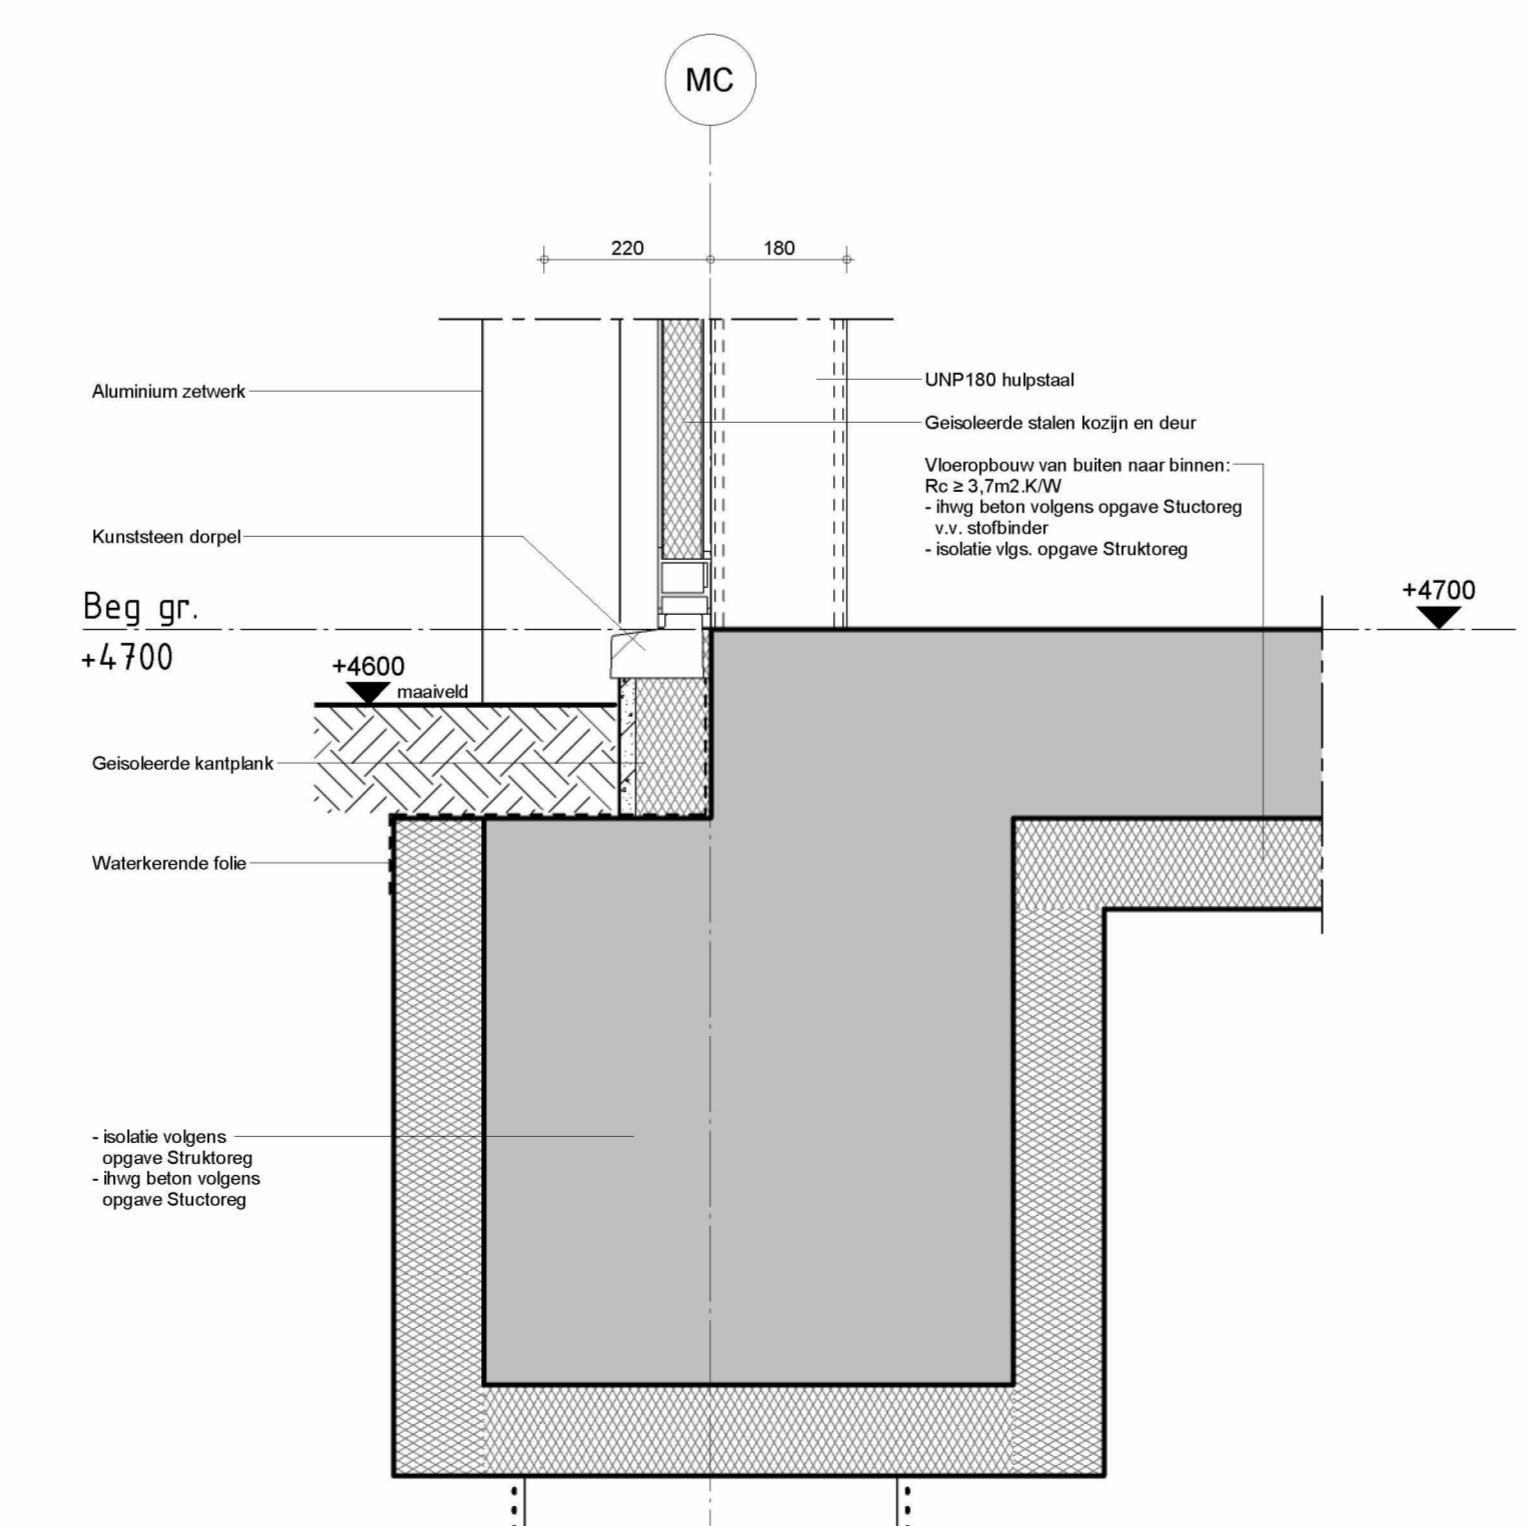 MC
220
180
Aluminium zetwerk
UNP180 hulpstaal
Geisoleerde stalen kozijn en deur
Vloeropbouw van buiten naar binnen:
Rc ≥ 3,7m2.K/W
- ihwg beton volgens opgave Stuctoreg
v.v. stofbinder
- isolatie vlgs. opgave Struktoreg
Kunststeen dorpel
Beg gr.
+4700
+4700
+4600
maaiveld
Geisoleerde kantplank
Waterkerende folie
- isolatie volgens
opgave Struktoreg
- ihwg beton volgens
opgave Stuctoreg